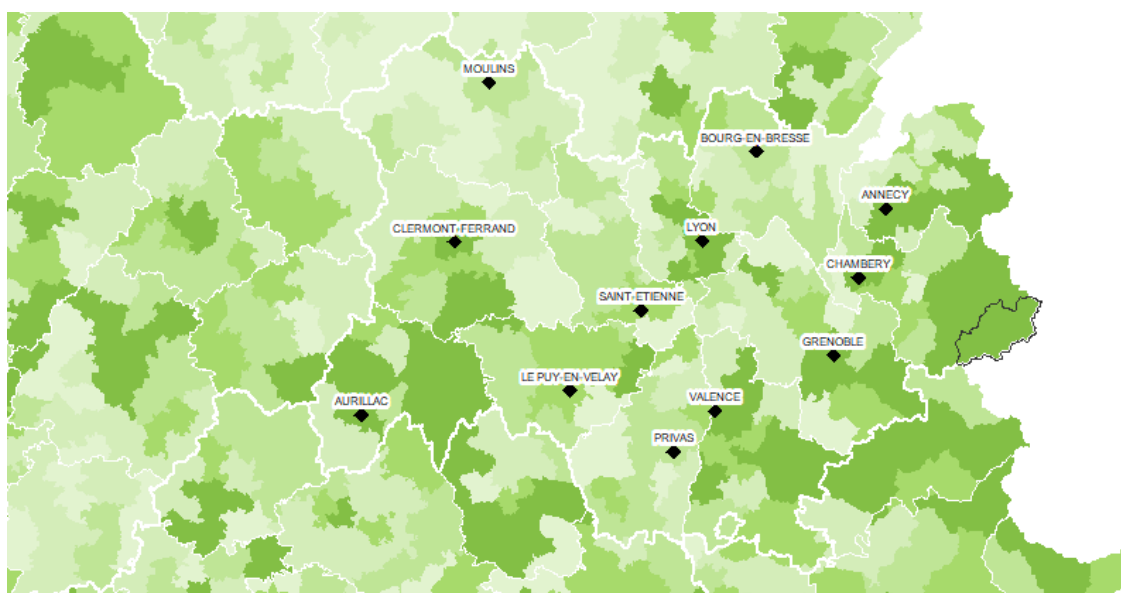 MOULINS
BOURG-EN-BRESSE
ANNECY
CLERMONT-FERRAND
LYON
CHAMBERY
SAINT-ETIENNE
GRENOBLE
LE PUY-EN-VELAY
AURILLAC
VALENCE
PRIVAS